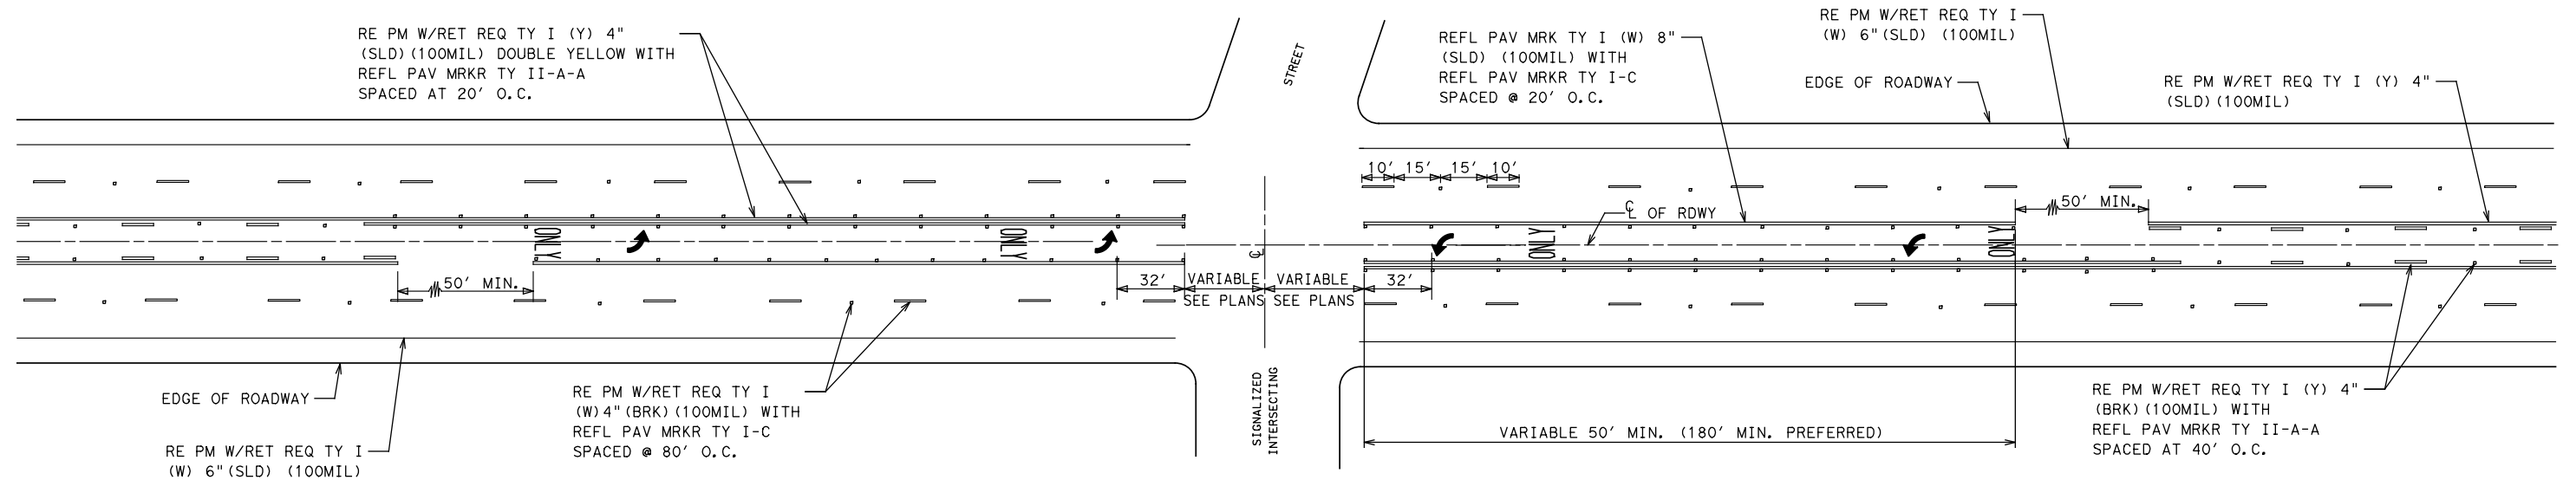 RE PM W/RET REQ TY I (Y) 4"
(SLD)(100MIL) DOUBLE YELLOW WITH
REFL PAV MRKR TY II-A-A
SPACED AT 20' O.C.
STREET
REFL PAV MRK TY I (W) 8"
(SLD) (100MIL) WITH
REFL PAV MRKR TY I-C
SPACED @ 20' O.C.
RE PM W/RET REQ TY I
(W) 6"(SLD) (100MIL)
EDGE OF ROADWAY
RE PM W/RET REQ TY I (Y) 4"
(SLD)(100MIL)
10' 15' 15' 10'
50' MIN.
℄ OF RDWY
ONLY
ONLY
ONLY
ONLY
℄
50' MIN.
32'
VARIABLE
SEE PLANS
VARIABLE
SEE PLANS
32'
EDGE OF ROADWAY
RE PM W/RET REQ TY I
(W) 6"(SLD) (100MIL)
RE PM W/RET REQ TY I
(W)4"(BRK)(100MIL) WITH
REFL PAV MRKR TY I-C
SPACED @ 80' O.C.
SIGNALIZED
INTERSECTING
VARIABLE 50' MIN. (180' MIN. PREFERRED)
RE PM W/RET REQ TY I (Y) 4"
(BRK)(100MIL) WITH
REFL PAV MRKR TY II-A-A
SPACED AT 40' O.C.